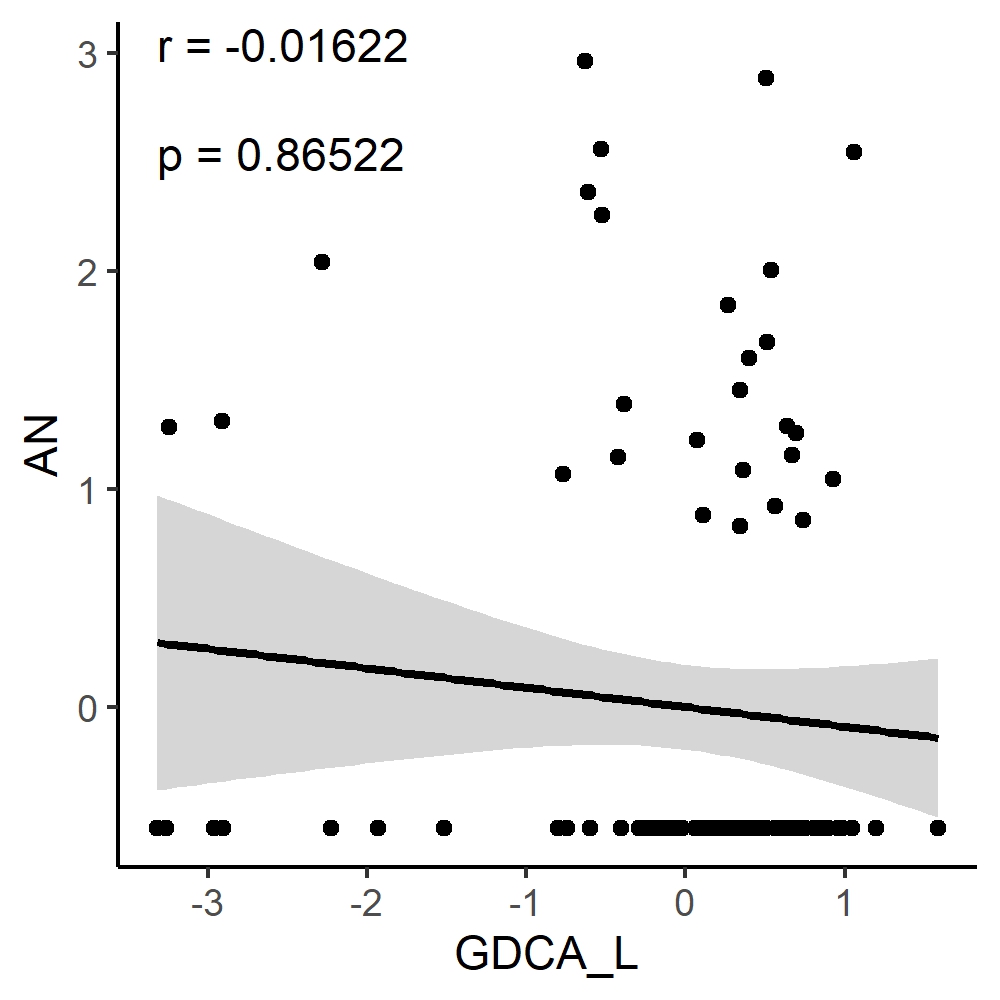 r = -0.01622
p = 0.86522
3
2
1
0
AN
-3 -2 -1 0 1
GDCA_L